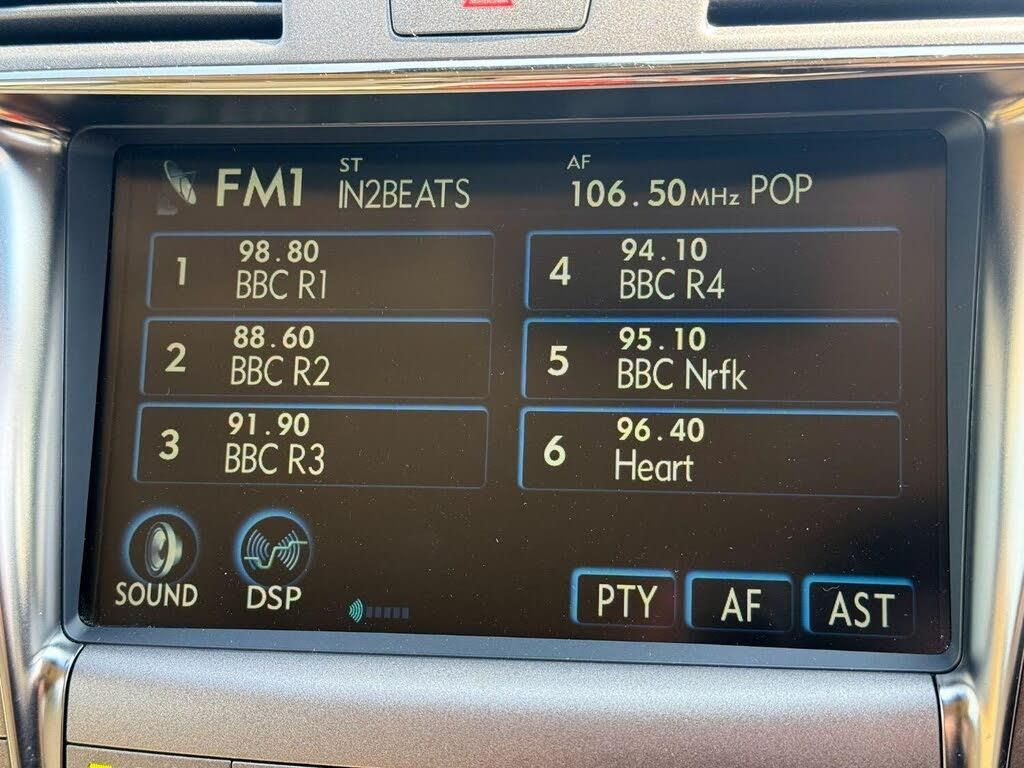 ST
AF
FM1 IN2BEATS 106.50 MHz POP
1 98.80
BBC R1
2 88.60
BBC R2
3 91.90
BBC R3
4 94.10
BBC R4
5 95.10
BBC Nrfk
6 96.40
Heart
SOUND
DSP
PTY
AF
AST